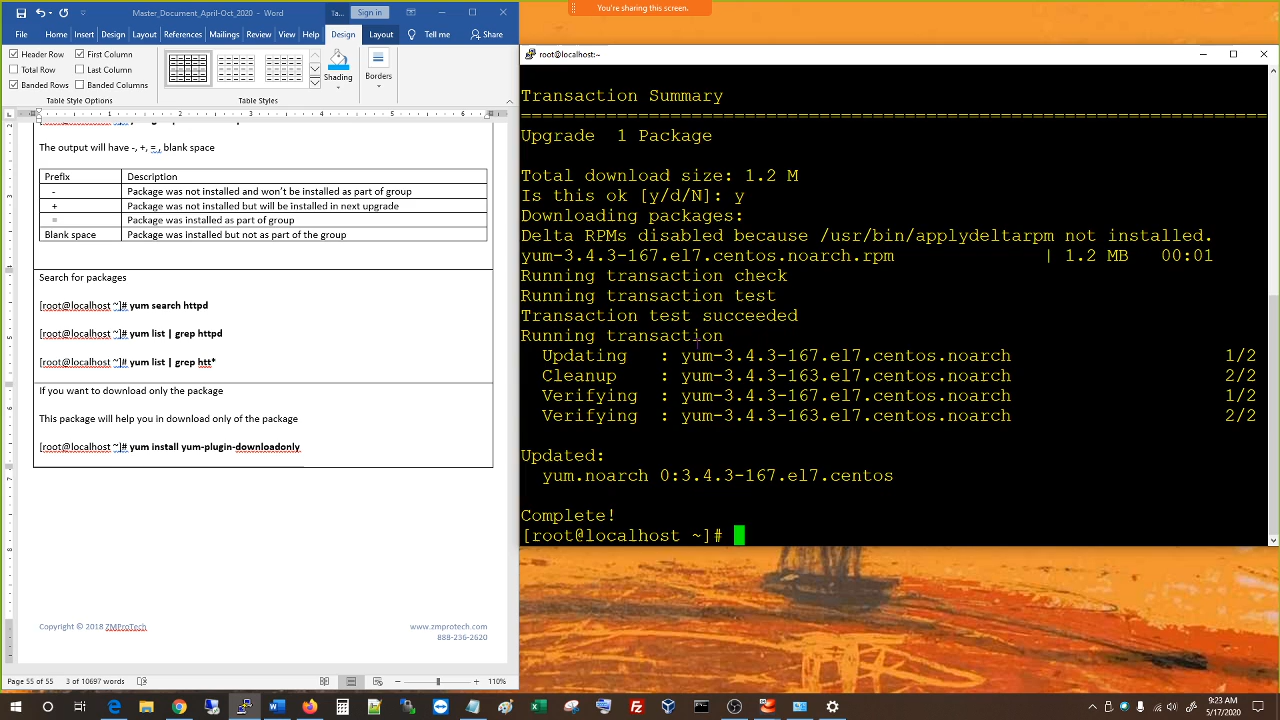 Master_Document_April-Oct_2020 - Word
Ta...
Sign in
You're sharing this screen.
File Home Insert Draw Layout References Mailings Review View Help Design Layout Tell me Share
Header Row First Column
Total Row Last Column
Banded Rows Banded Columns
Shading
Borders
Table Style Options
Table Styles
The output will have -, +, =, blank space
Prefix Description
- Package was not installed and won't be installed as part of group
+ Package was not installed but will be installed in next upgrade
= Package was installed as part of group
Blank space Package was installed but not as part of the group
Search for packages
[root@localhost ~]# yum search httpd
[root@localhost ~]# yum list | grep httpd
[root@localhost ~]# yum list | grep htt*
If you want to download only the package
This package will help you in download only of the package
[root@localhost ~]# yum install yum-plugin-downloadonly
Copyright © 2018 ZMProTech
www.zmprotech.com
888-236-2620
Page 55 of 55 3 of 10697 words
110%
root@localhost:~
Transaction Summary
================================================================================
Upgrade 1 Package
Total download size: 1.2 M
Is this ok [y/d/N]: y
Downloading packages:
Delta RPMs disabled because /usr/bin/applydeltarpm not installed.
yum-3.4.3-167.el7.centos.noarch.rpm | 1.2 MB 00:01
Running transaction check
Running transaction test
Transaction test succeeded
Running transaction
Updating : yum-3.4.3-167.el7.centos.noarch 1/2
Cleanup : yum-3.4.3-163.el7.centos.noarch 2/2
Verifying : yum-3.4.3-167.el7.centos.noarch 1/2
Verifying : yum-3.4.3-163.el7.centos.noarch 2/2
Updated:
yum.noarch 0:3.4.3-167.el7.centos
Complete!
[root@localhost ~]#
9:23 AM
5/17/2020